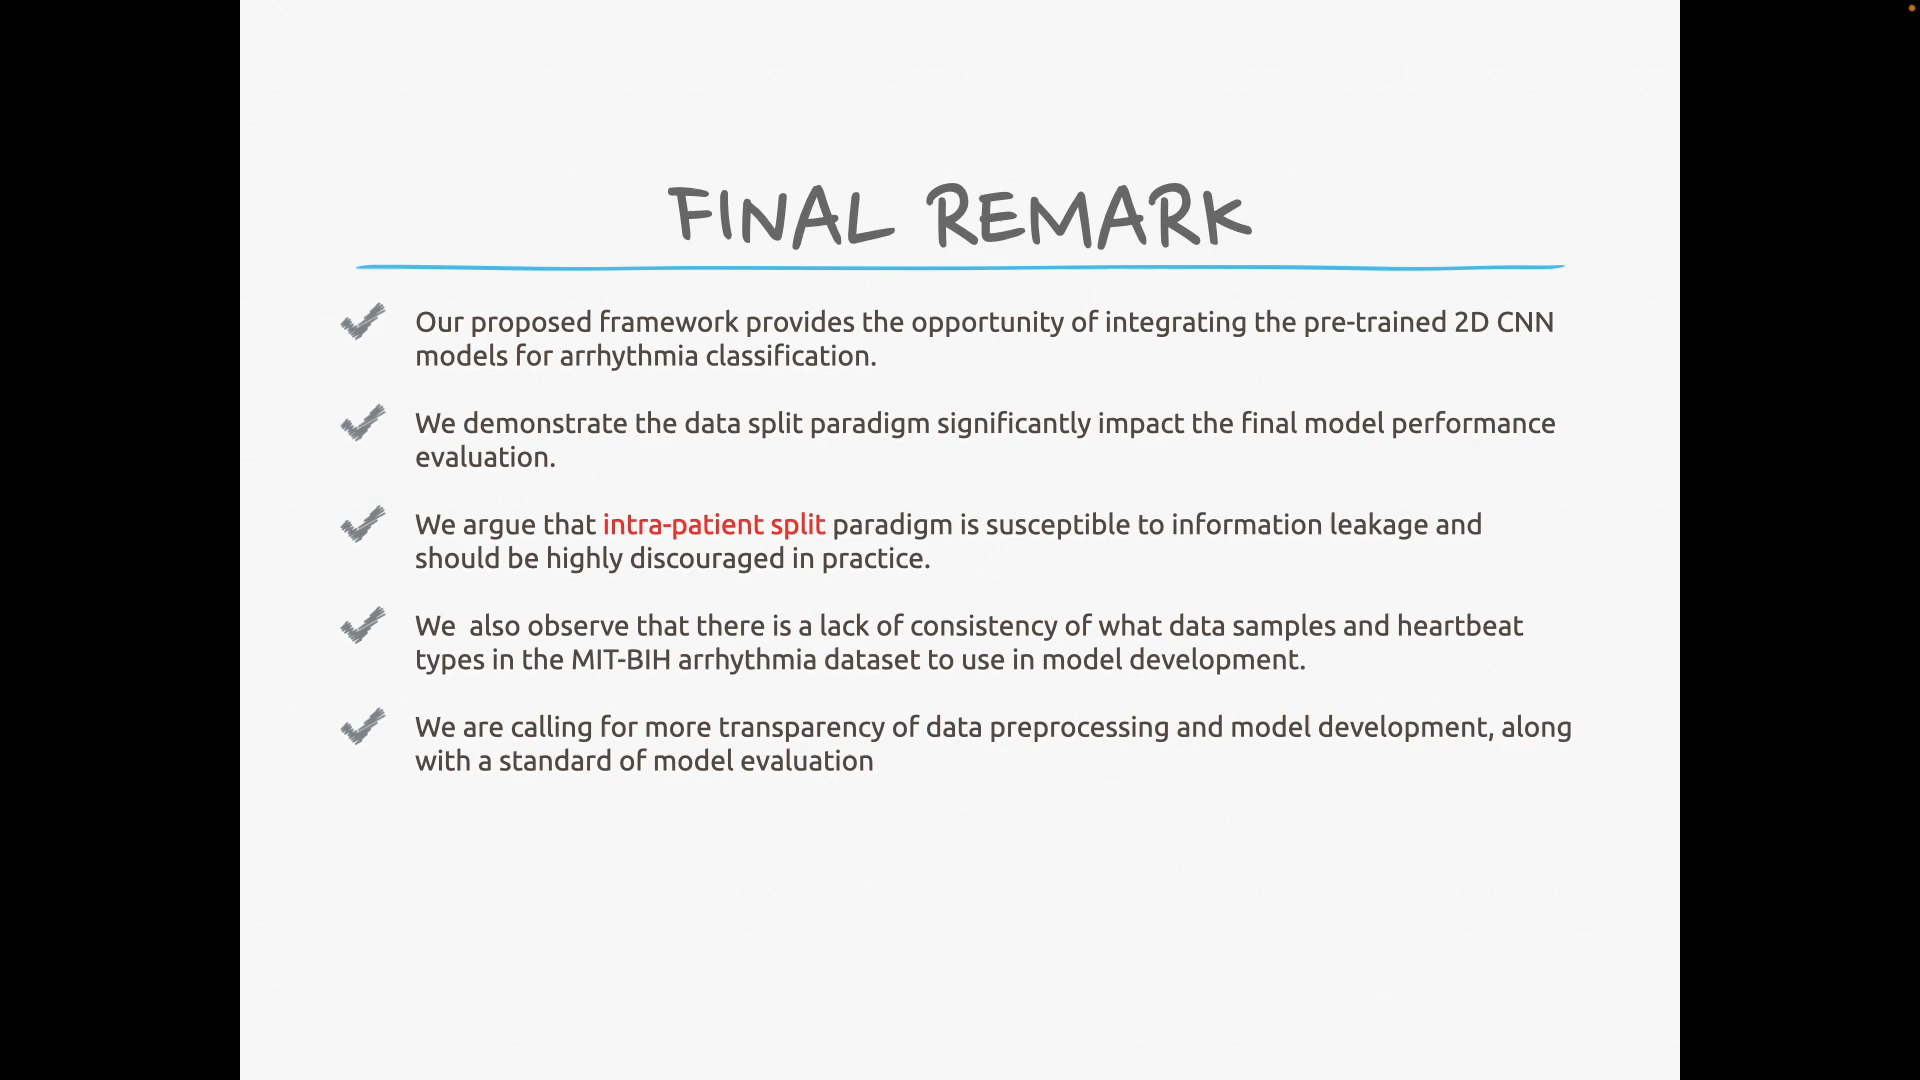 FINAL REMARK
Our proposed framework provides the opportunity of integrating the pre-trained 2D CNN
models for arrhythmia classification.
We demonstrate the data split paradigm significantly impact the final model performance
evaluation.
We argue that intra-patient split paradigm is susceptible to information leakage and
should be highly discouraged in practice.
We  also observe that there is a lack of consistency of what data samples and heartbeat
types in the MIT-BIH arrhythmia dataset to use in model development.
We are calling for more transparency of data preprocessing and model development, along
with a standard of model evaluation